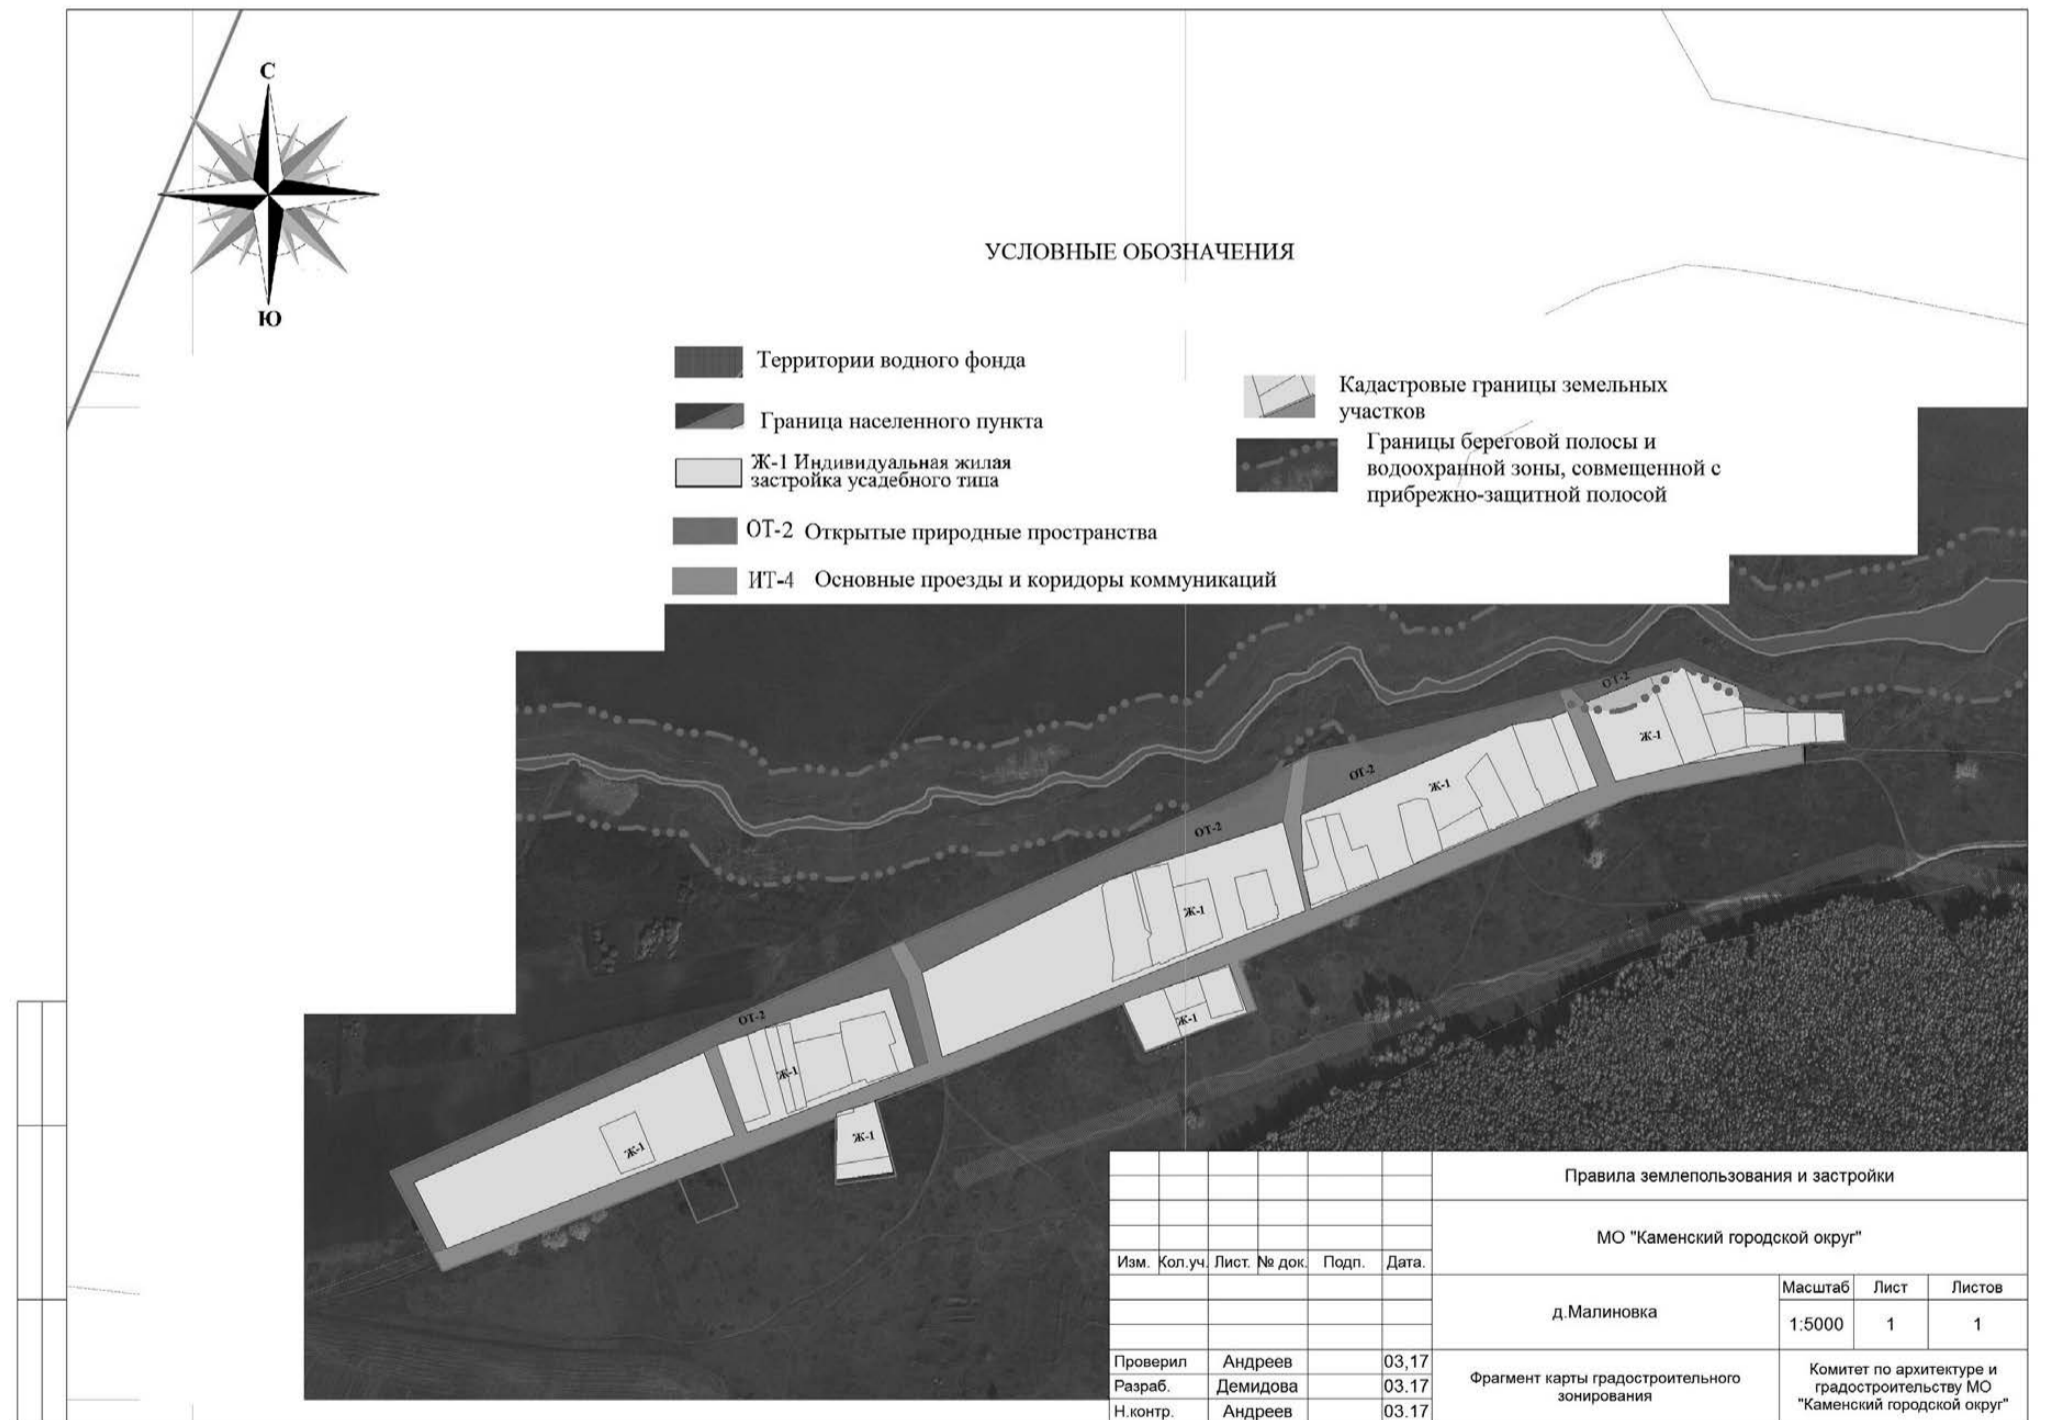 С
Ю
УСЛОВНЫЕ ОБОЗНАЧЕНИЯ
Территории водного фонда
Граница населенного пункта
Ж-1 Индивидуальная жилая
застройка усадебного типа
ОТ-2 Открытые природные пространства
ИТ-4 Основные проезды и коридоры коммуникаций
Кадастровые границы земельных
участков
Границы береговой полосы и
водоохранной зоны, совмещенной с
прибрежно-защитной полосой
ОТ-2
Ж-1
ОТ-2
Ж-1
ОТ-2
Ж-1
Ж-1
ОТ-2
Ж-1
Ж-1
Ж-1
Правила землепользования и застройки
МО "Каменский городской округ"
Изм. Кол.уч. Лист. № док. Подп. Дата.
д.Малиновка
Масштаб Лист Листов
1:5000 1 1
Проверил Андреев 03,17
Разраб. Демидова 03.17
Н.контр. Андреев 03.17
Фрагмент карты градостроительного
зонирования
Комитет по архитектуре и
градостроительству МО
"Каменский городской округ"